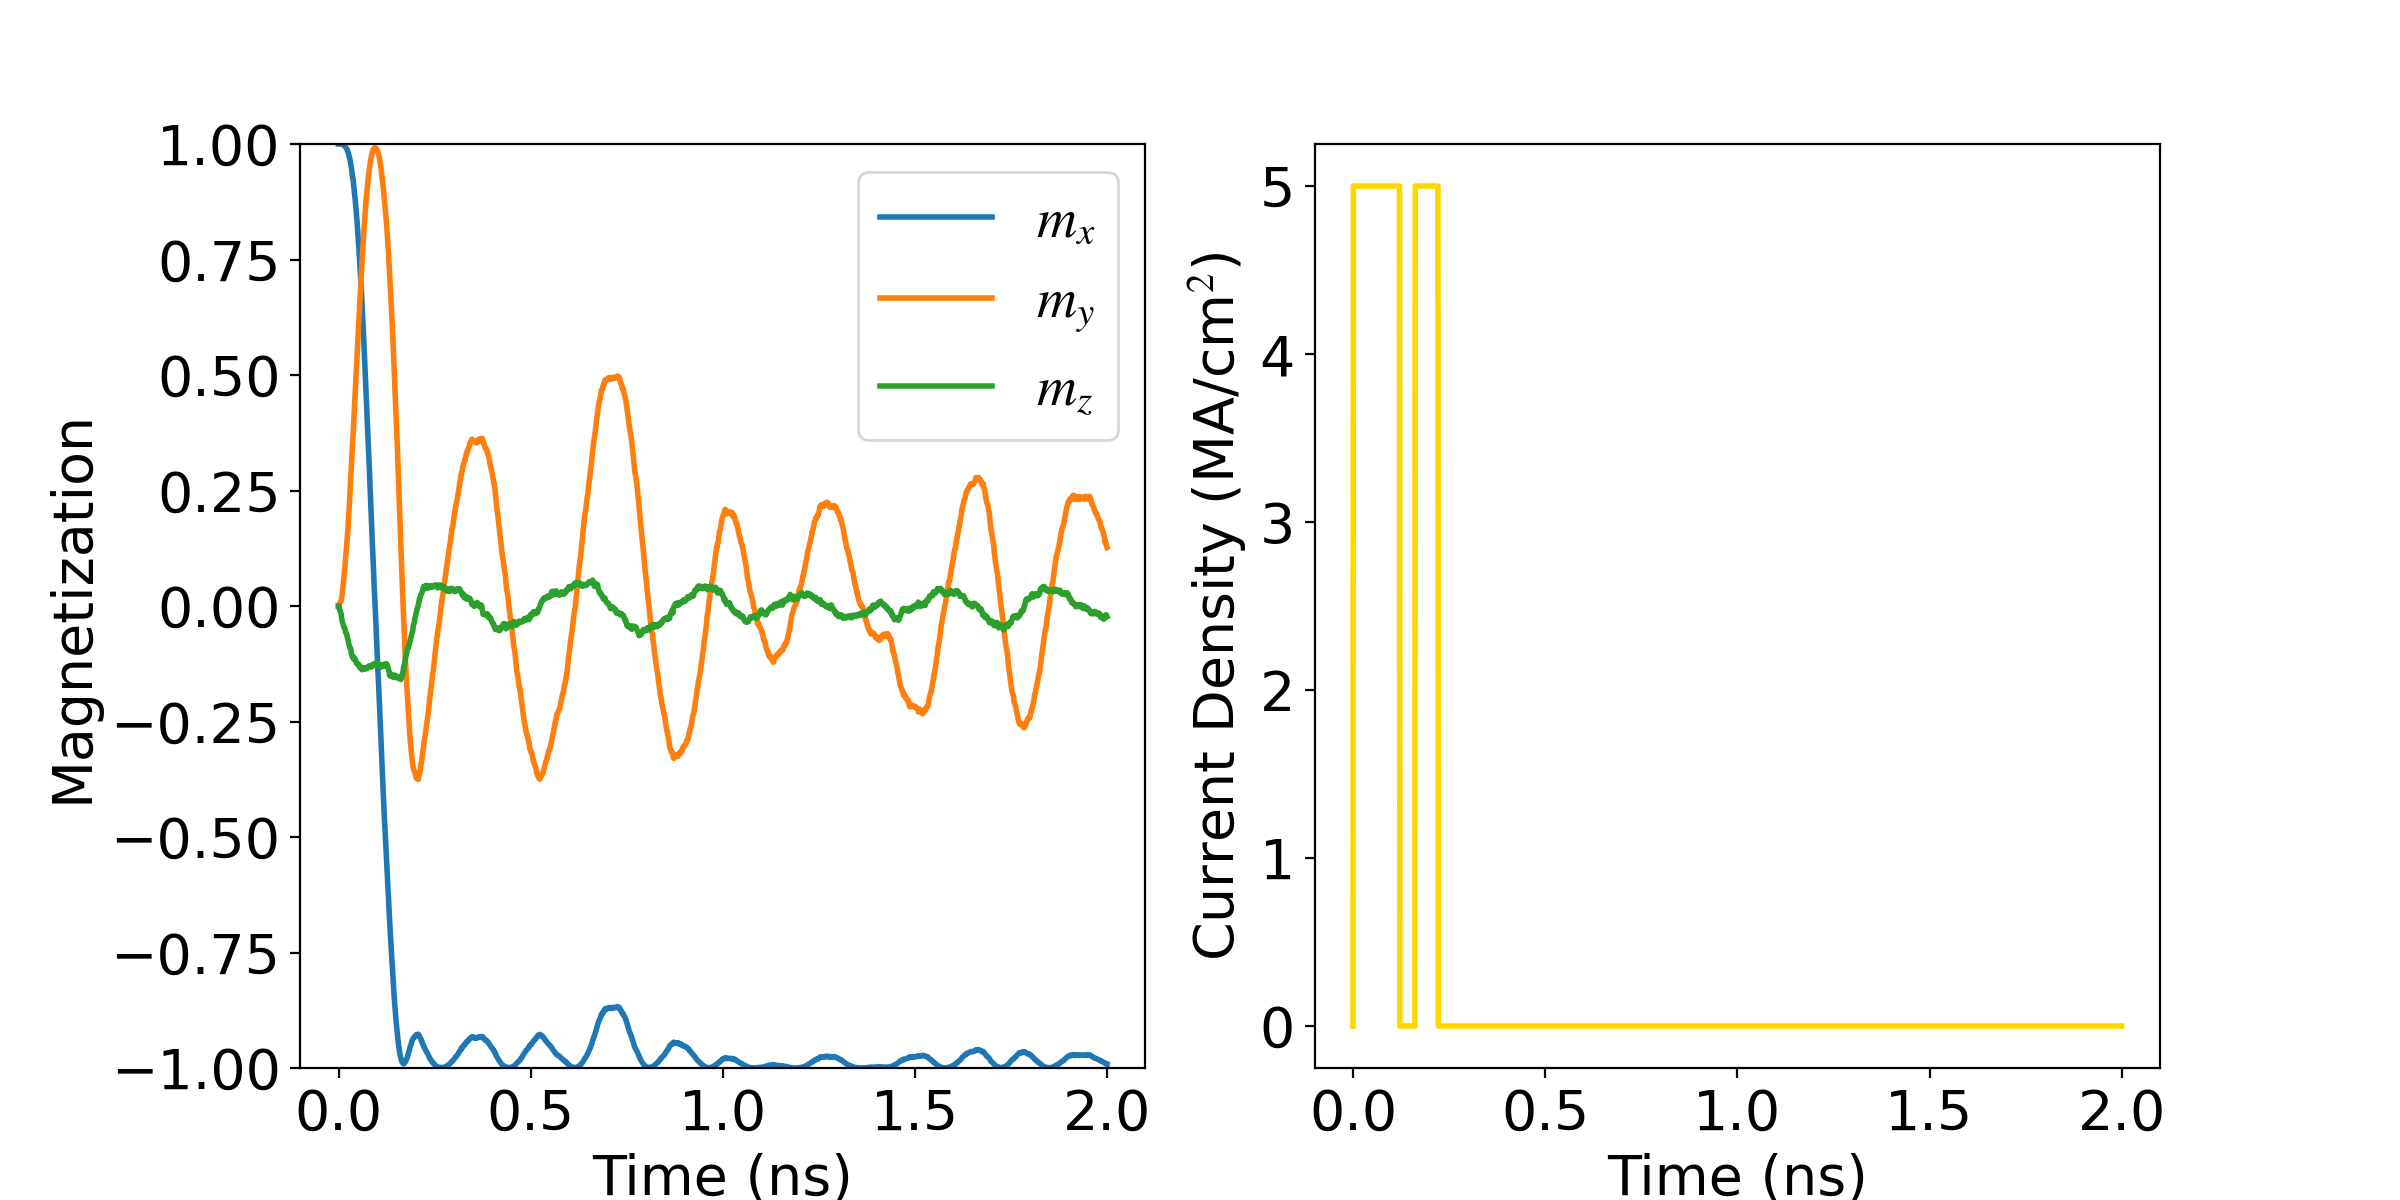 Magnetization
1.00
0.75
0.50
0.25
0.00
−0.25
−0.50
−0.75
−1.00
0.0 0.5 1.0 1.5 2.0
Time (ns)
m_x
m_y
m_z
Current Density (MA/cm²)
5
4
3
2
1
0
0.0 0.5 1.0 1.5 2.0
Time (ns)